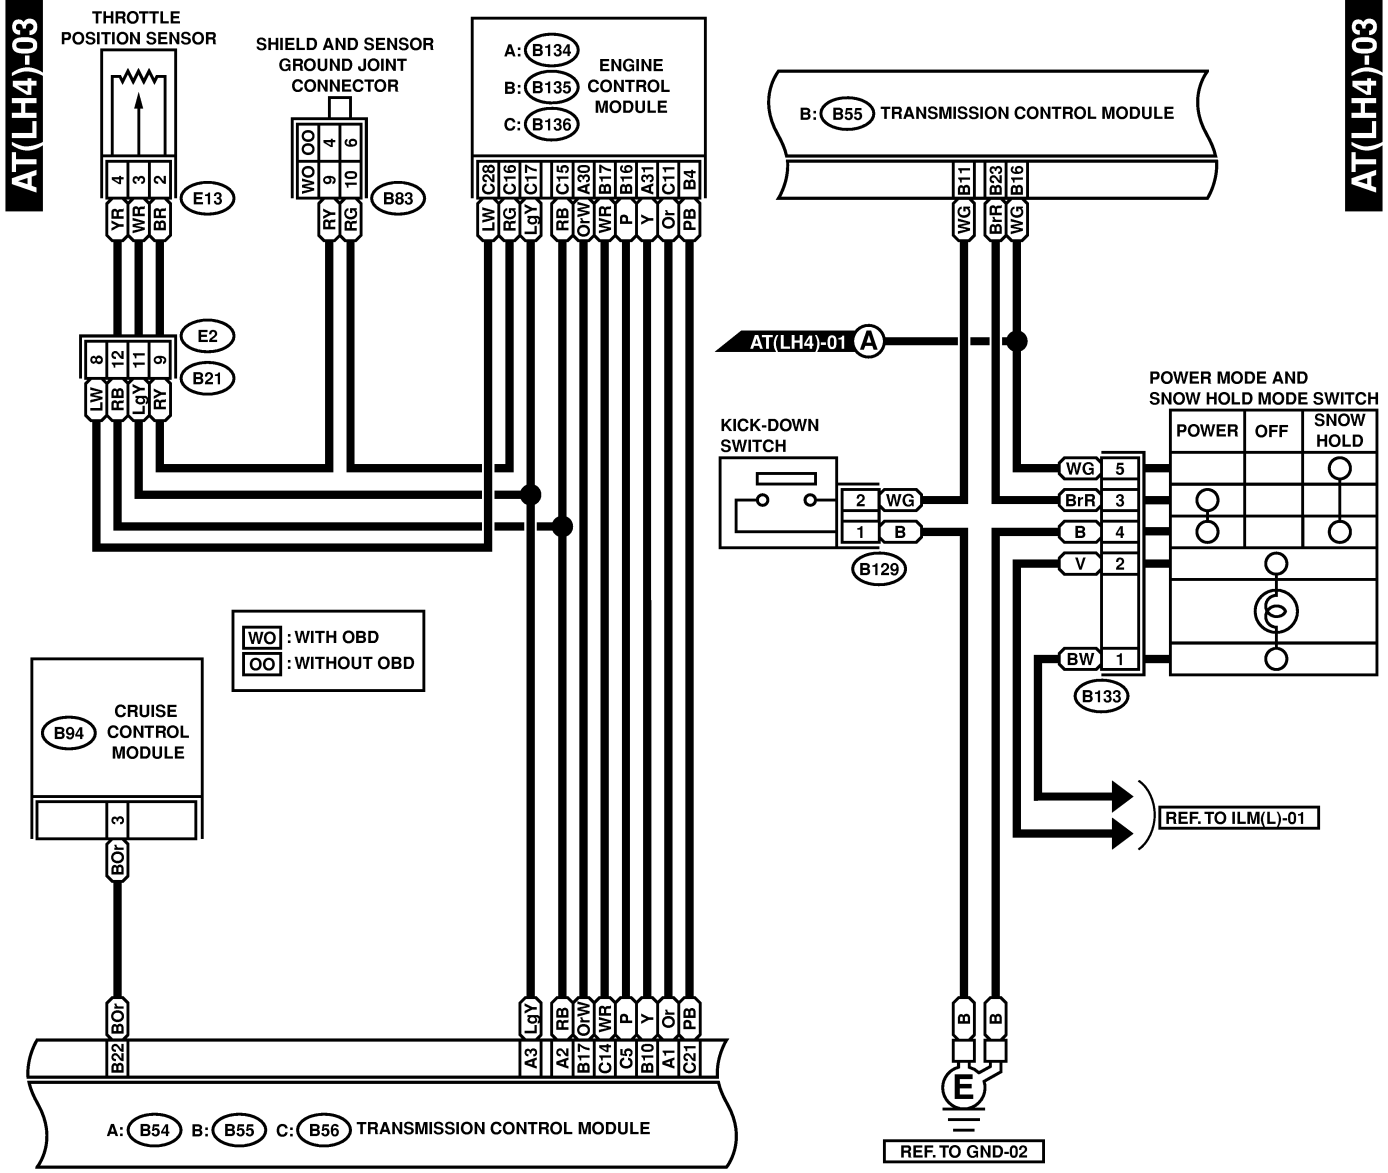 AT(LH4)-03
AT(LH4)-03
THROTTLE
POSITION SENSOR
4 3 2
E13
YR WR BR
SHIELD AND SENSOR
GROUND JOINT
CONNECTOR
OO 4 6
WO 9 10
B83
RY RG
A: B134
B: B135
C: B136
ENGINE
CONTROL
MODULE
C28 C16 C17 C15 A30 B17 B16 A31 C11 B4
LW RG LgY RB OrW WR P Y Or PB
B: B55 TRANSMISSION CONTROL MODULE
B11 B23 B16
WG BrR WG
E2
8 12 11 9
B21
LW RB LgY RY
AT(LH4)-01 A
KICK-DOWN
SWITCH
2 WG
1 B
B129
POWER MODE AND
SNOW HOLD MODE SWITCH
POWER OFF SNOW
HOLD
WG 5
BrR 3
B 4
V 2
BW 1
B133
REF. TO ILM(L)-01
WO : WITH OBD
OO : WITHOUT OBD
B94
CRUISE
CONTROL
MODULE
3
BOr
BOr LgY RB OrW WR P Y Or PB
B22 A3 A2 B17 C14 C5 B10 A1 C21
A: B54 B: B55 C: B56 TRANSMISSION CONTROL MODULE
B B
E
REF. TO GND-02